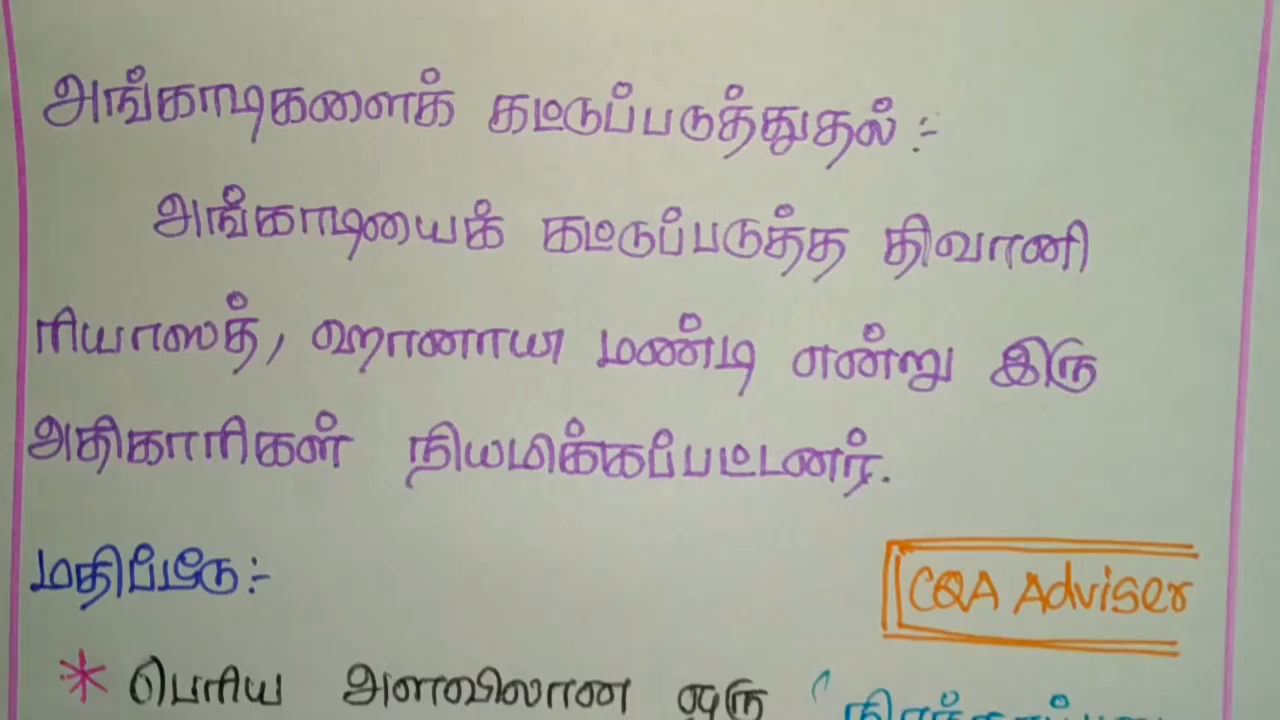 அங்காடிகளைக் கட்டுப்படுத்துதல் :-
அங்காடியைக் கட்டுப்படுத்த திவானி
ரியாஸத், ஹானாய மண்டி என்று இரு
அதிகாரிகள் நியமிக்கப்பட்டனர்.
மதிப்பீடு:-
CQA Adviser
* பெரிய அளவிலான ஒரு